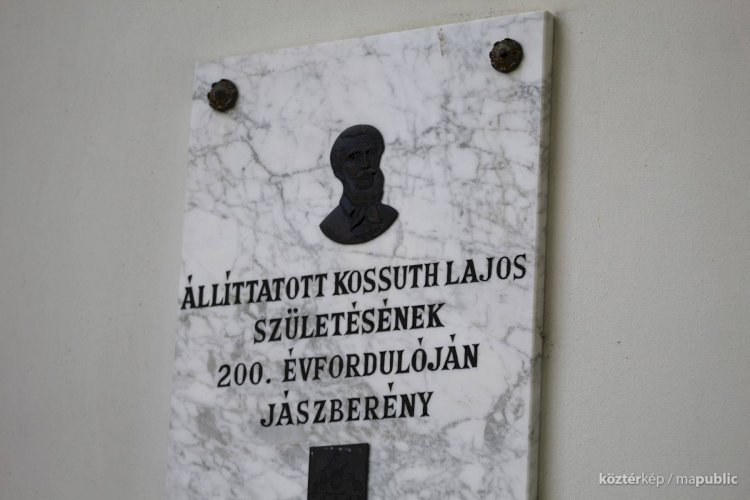 ÁLLÍTTATOTT KOSSUTH LAJOS
SZÜLETÉSÉNEK
200. ÉVFORDULÓJÁN
JÁSZBERÉNY
köztérkép / mapublic